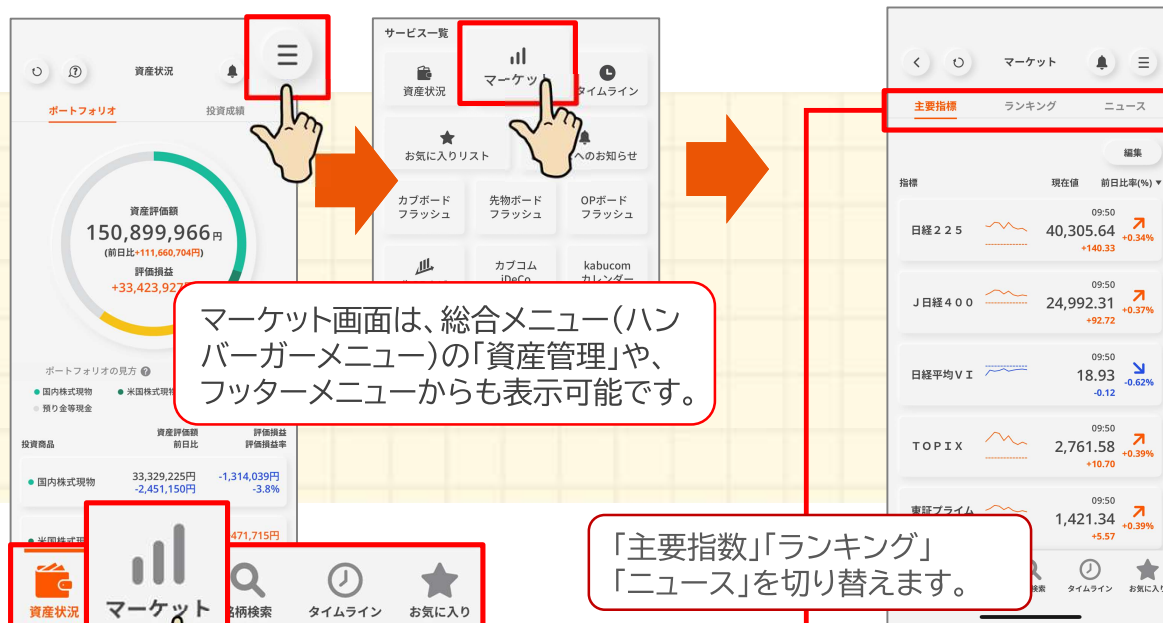 資産状況
ポートフォリオ
投資成績
資産評価額
150,899,966円
(前日比+111,660,704円)
評価損益
+33,423,927
ポートフォリオの見方
国内株式現物
米国株式現物
預り金等現金
投資商品
資産評価額
前日比
評価損益
評価損益率
国内株式現物
33,329,225円
-2,451,150円
-1,314,039円
-3.8%
471,715円
資産状況
マーケット
銘柄検索
タイムライン
お気に入り
サービス一覧
資産状況
マーケット
タイムライン
お気に入りリスト
へのお知らせ
カブボード
フラッシュ
先物ボード
フラッシュ
OPボード
フラッシュ
カブコム
iDeCo
kabucom
カレンダー
マーケット画面は、総合メニュー(ハン
バーガーメニュー)の「資産管理」や、
フッターメニューからも表示可能です。
マーケット
主要指標
ランキング
ニュース
編集
指標
現在値
前日比率(%)▼
日経225
09:50
40,305.64
+140.33
+0.34%
J日経400
09:50
24,992.31
+92.72
+0.37%
日経平均VI
09:50
18.93
-0.12
-0.62%
TOPIX
09:50
2,761.58
+10.70
+0.39%
東証プライム
09:50
1,421.34
+5.57
+0.39%
「主要指数」「ランキング」
「ニュース」を切り替えます。
タイムライン
お気に入り